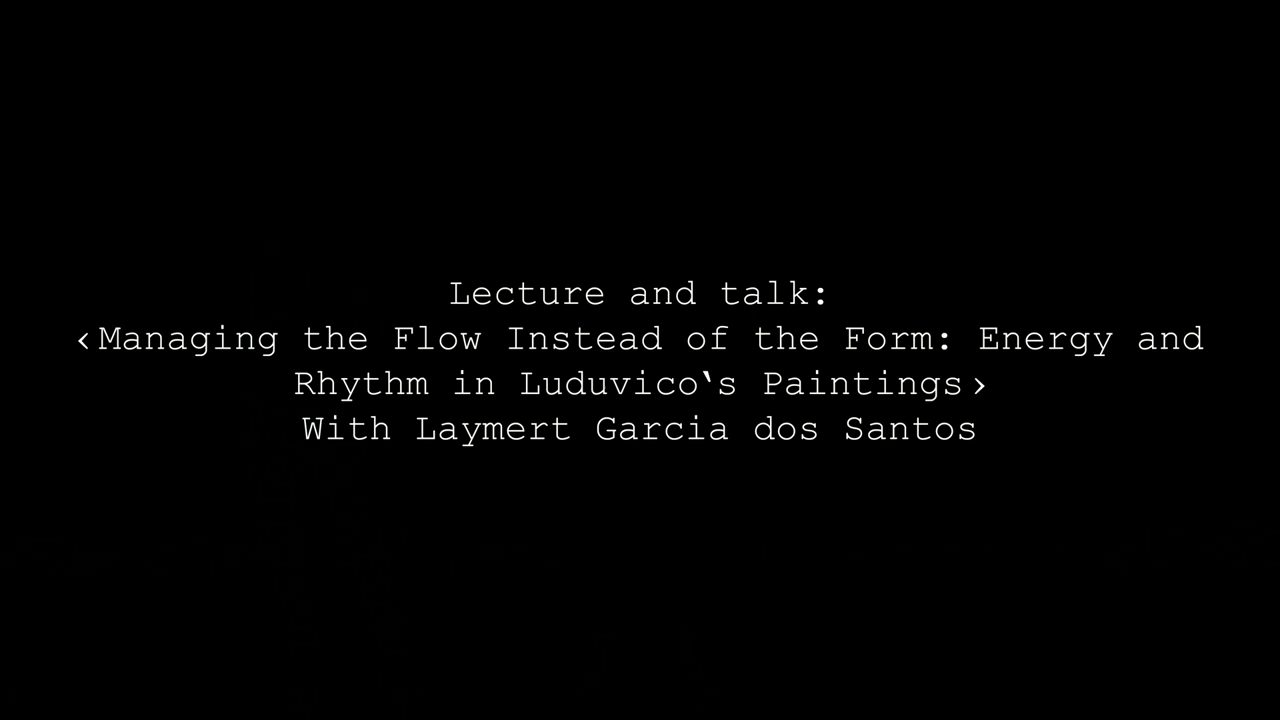 Lecture and talk:
‹Managing the Flow Instead of the Form: Energy and
Rhythm in Luduvico‛s Paintings›
With Laymert Garcia dos Santos